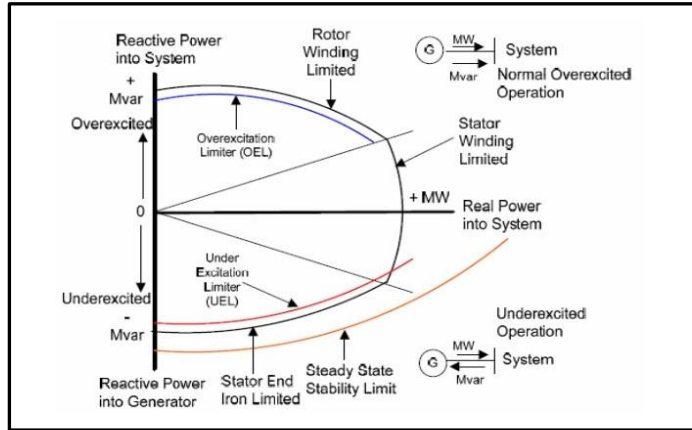 Reactive Power
into System
+
Mvar
Overexcited
0
Underexcited
-
Mvar
Reactive Power
into Generator
Rotor
Winding
Limited
Overexcitation
Limiter (OEL)
G
MW
Mvar
System
Normal Overexcited
Operation
Stator
Winding
Limited
+ MW
Real Power
into System
Under
Excitation
Limiter
(UEL)
Stator End
Iron Limited
Steady State
Stability Limit
Underexcited
Operation
G
MW
Mvar
System